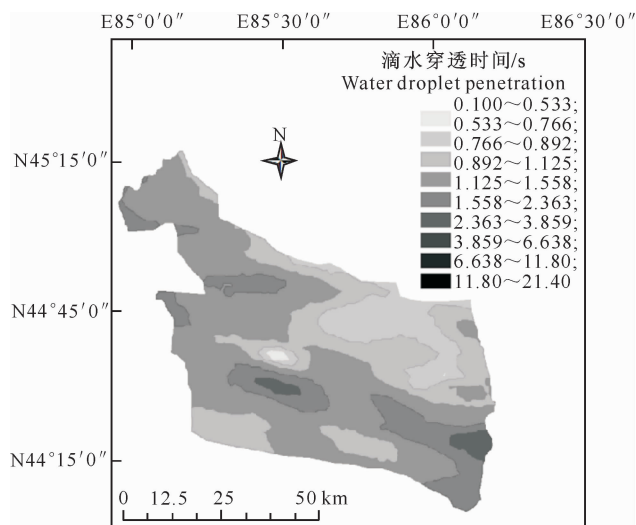 E85°0′0″ E85°30′0″ E86°0′0″ E86°30′0″
滴水穿透时间/s
Water droplet penetration
0.100～0.533;
0.533～0.766;
0.766～0.892;
0.892～1.125;
1.125～1.558;
1.558～2.363;
2.363～3.859;
3.859～6.638;
6.638～11.80;
11.80～21.40
N
N45°15′0″
N44°45′0″
N44°15′0″
0 12.5 25 50 km